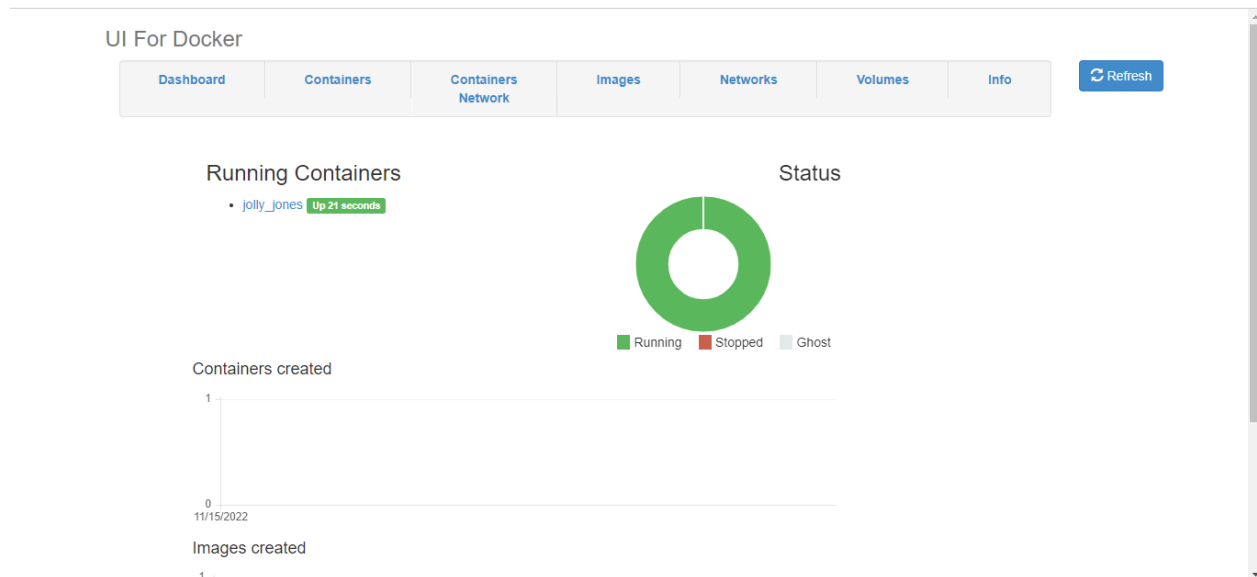 UI For Docker
Dashboard
Containers
Containers
Network
Images
Networks
Volumes
Info
Refresh
Running Containers
jolly_jones Up 21 seconds
Status
Running Stopped Ghost
Containers created
1
0
11/15/2022
Images created
1